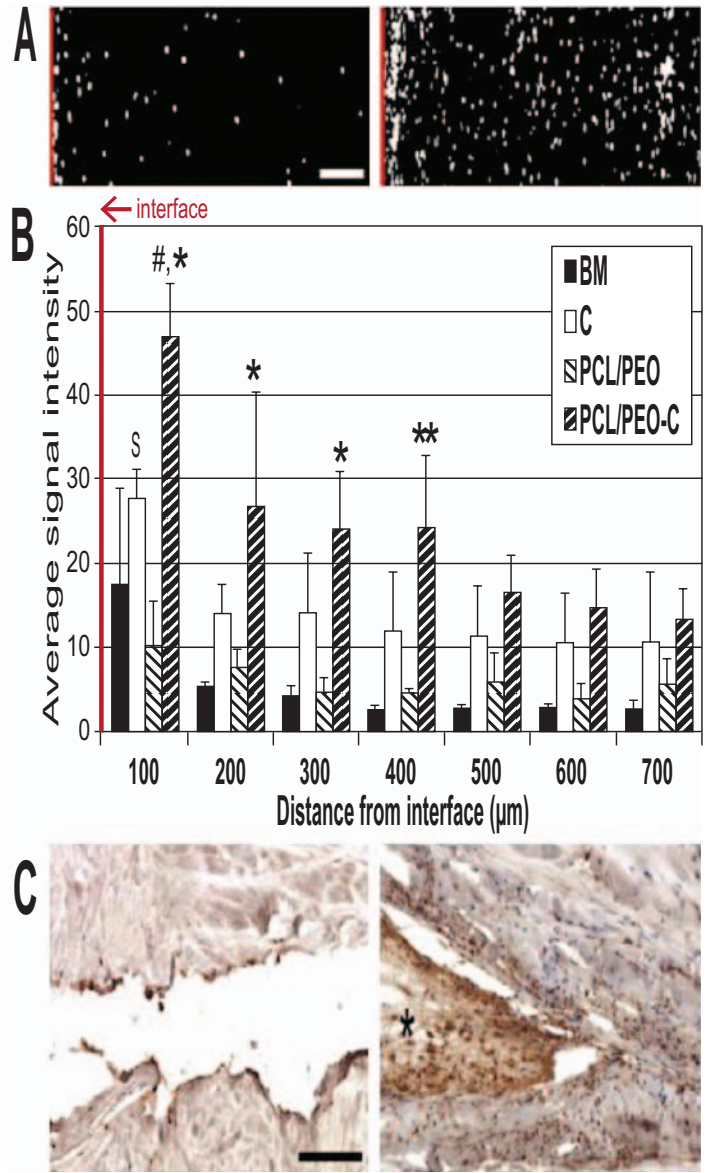 A
← interface
B
60
50
40
30
20
10
0
Average signal intensity
#,*
S
*
*
**
BM
C
PCL/PEO
PCL/PEO-C
100 200 300 400 500 600 700
Distance from interface (µm)
C
*